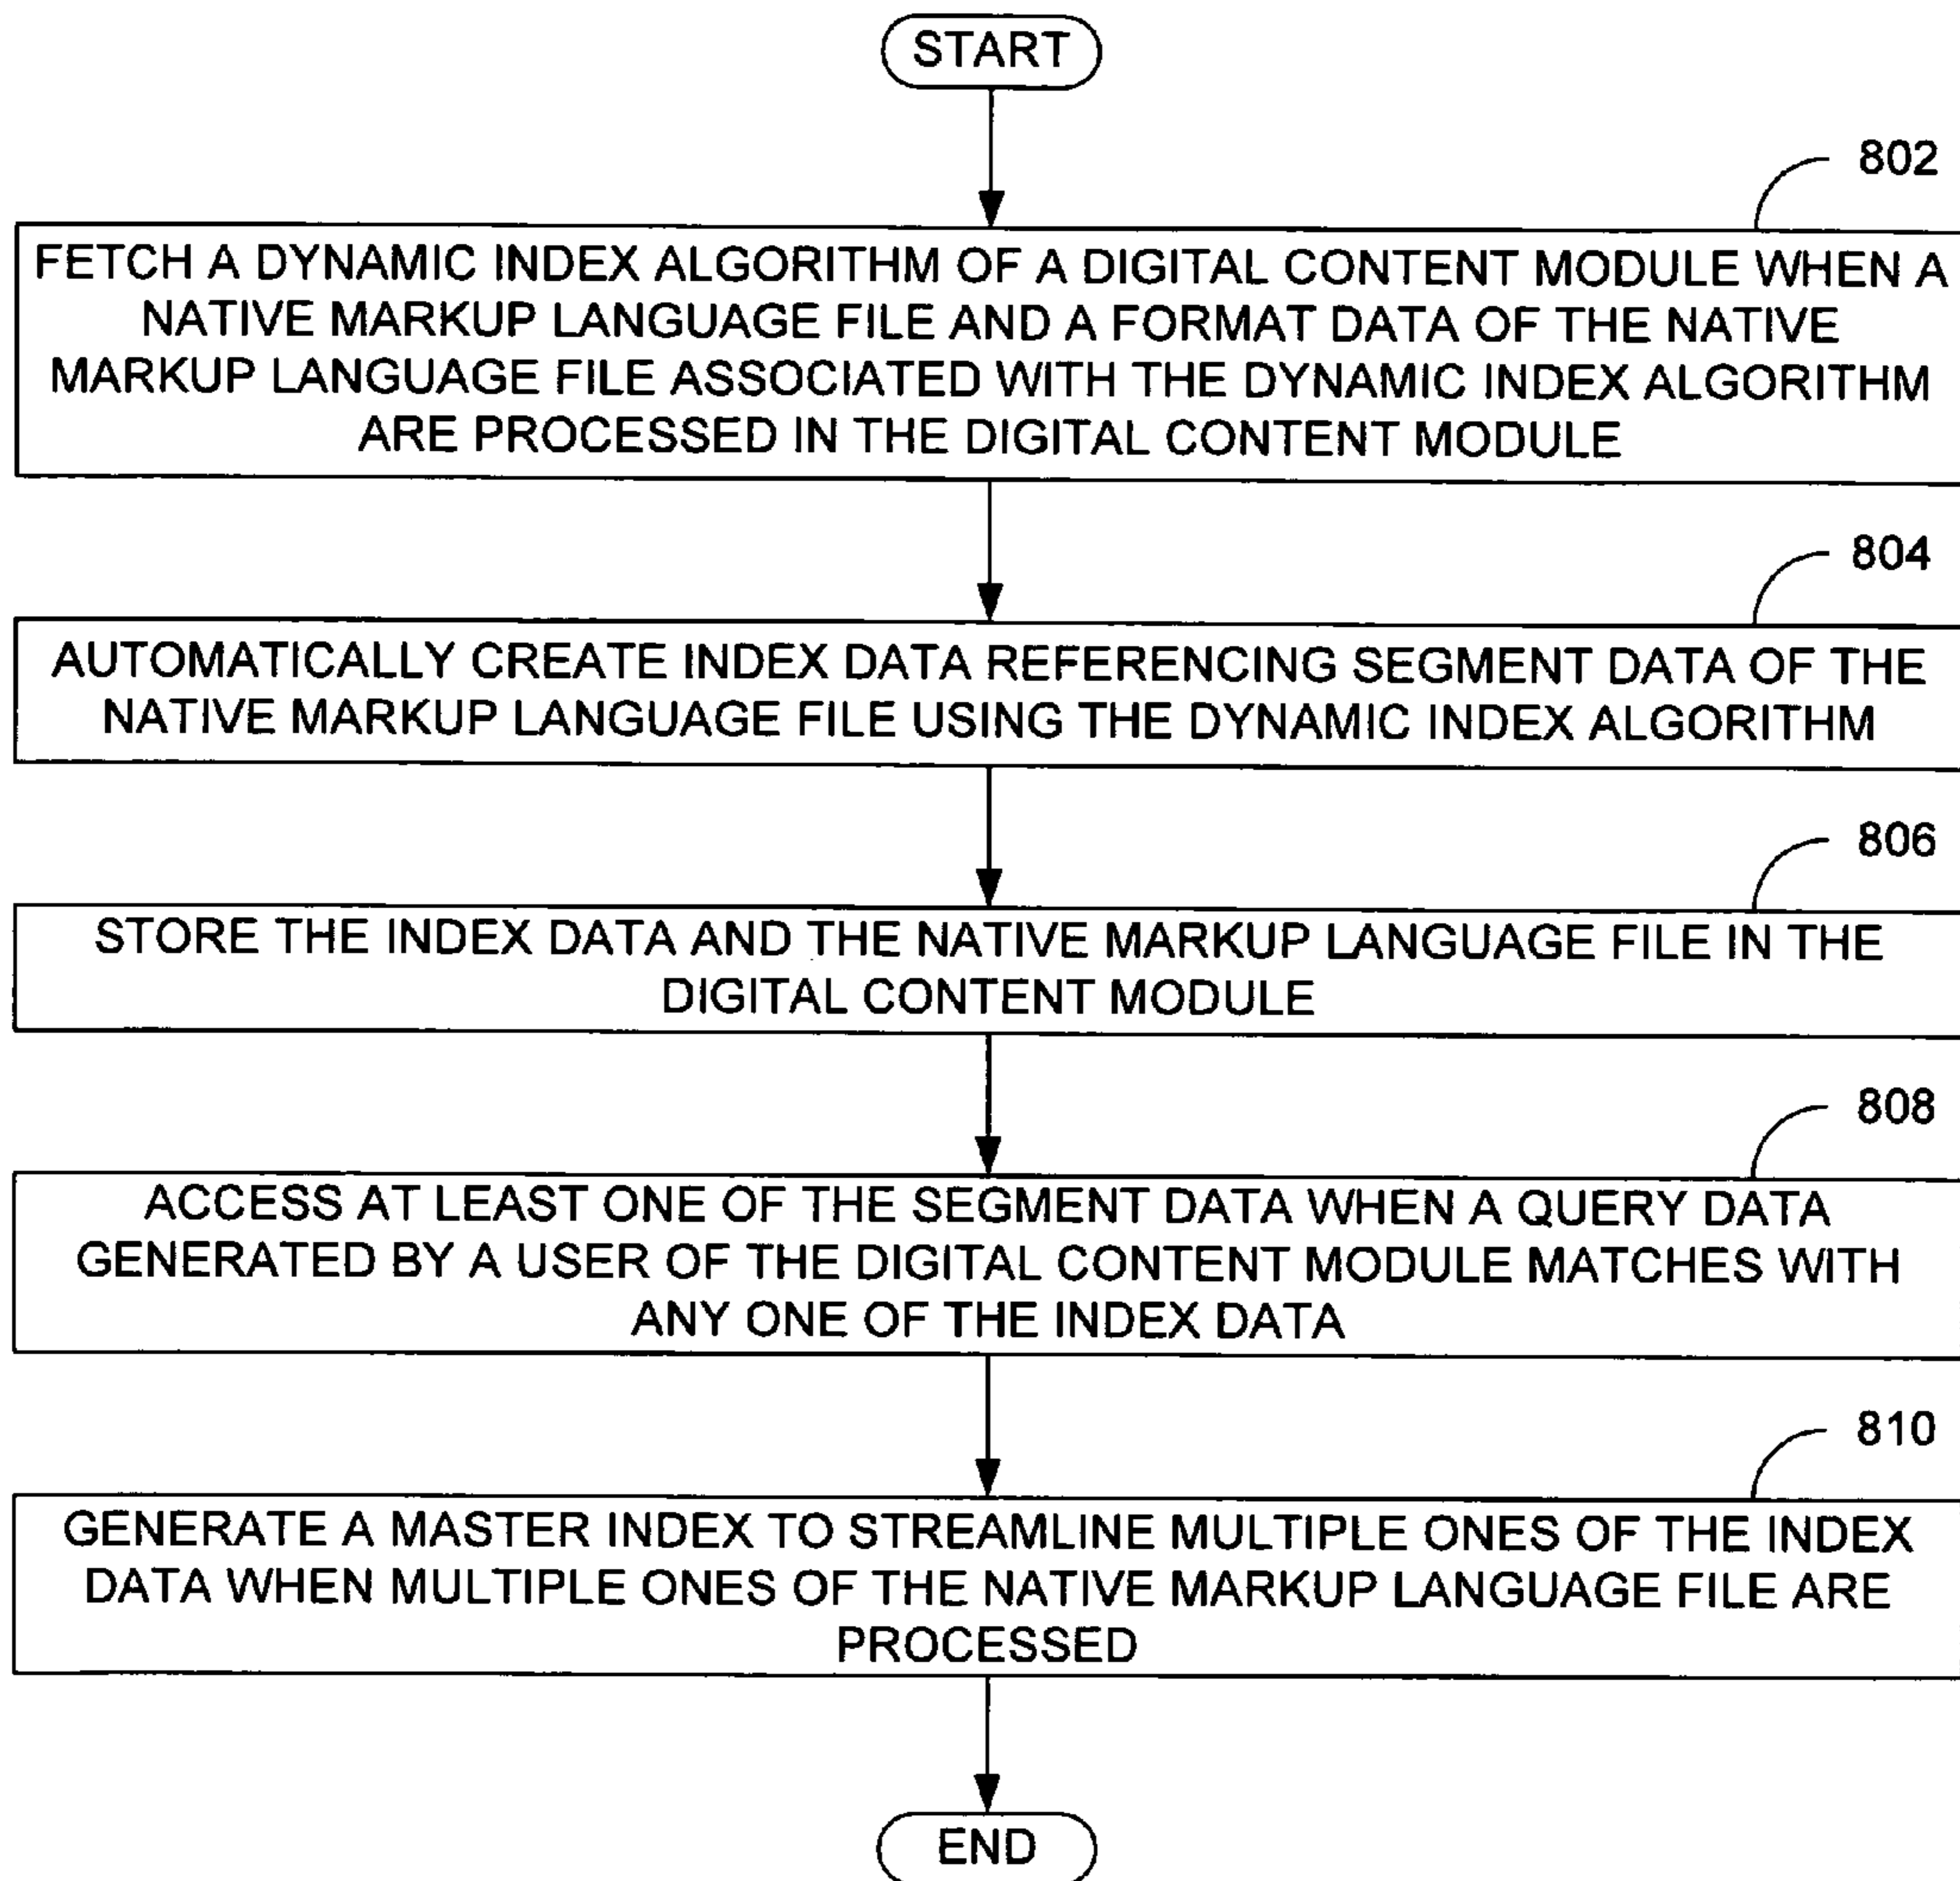 START
802
FETCH A DYNAMIC INDEX ALGORITHM OF A DIGITAL CONTENT MODULE WHEN A
NATIVE MARKUP LANGUAGE FILE AND A FORMAT DATA OF THE NATIVE
MARKUP LANGUAGE FILE ASSOCIATED WITH THE DYNAMIC INDEX ALGORITHM
ARE PROCESSED IN THE DIGITAL CONTENT MODULE
804
AUTOMATICALLY CREATE INDEX DATA REFERENCING SEGMENT DATA OF THE
NATIVE MARKUP LANGUAGE FILE USING THE DYNAMIC INDEX ALGORITHM
806
STORE THE INDEX DATA AND THE NATIVE MARKUP LANGUAGE FILE IN THE
DIGITAL CONTENT MODULE
808
ACCESS AT LEAST ONE OF THE SEGMENT DATA WHEN A QUERY DATA
GENERATED BY A USER OF THE DIGITAL CONTENT MODULE MATCHES WITH
ANY ONE OF THE INDEX DATA
810
GENERATE A MASTER INDEX TO STREAMLINE MULTIPLE ONES OF THE INDEX
DATA WHEN MULTIPLE ONES OF THE NATIVE MARKUP LANGUAGE FILE ARE
PROCESSED
END